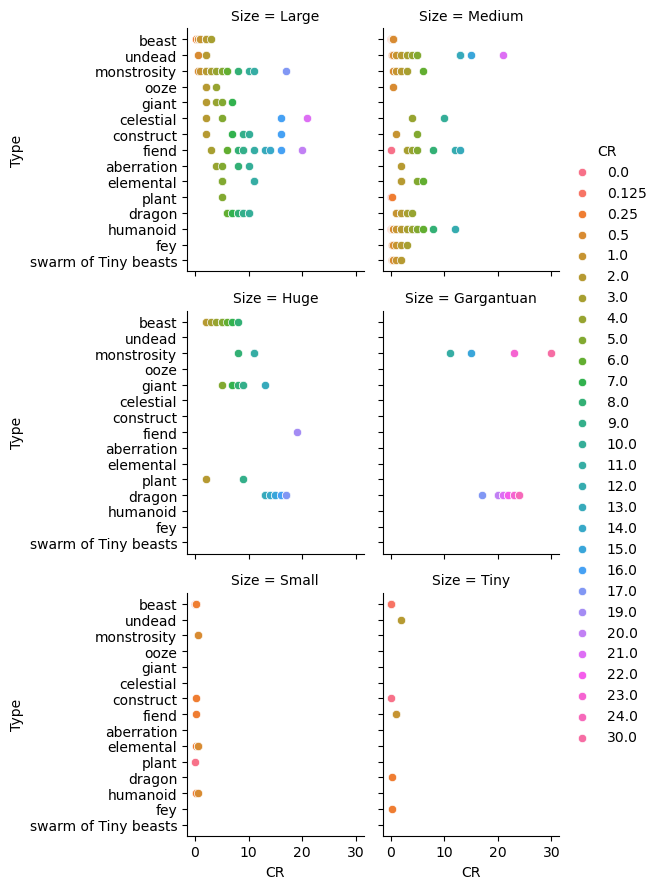 Size = Large
Size = Medium
beast
undead
monstrosity
ooze
giant
celestial
construct
fiend
aberration
elemental
plant
dragon
humanoid
fey
swarm of Tiny beasts
Type
Size = Huge
Size = Gargantuan
beast
undead
monstrosity
ooze
giant
celestial
construct
fiend
aberration
elemental
plant
dragon
humanoid
fey
swarm of Tiny beasts
Type
Size = Small
Size = Tiny
beast
undead
monstrosity
ooze
giant
celestial
construct
fiend
aberration
elemental
plant
dragon
humanoid
fey
swarm of Tiny beasts
Type
0 10 20 30
CR
0 10 20 30
CR
CR
0.0
0.125
0.25
0.5
1.0
2.0
3.0
4.0
5.0
6.0
7.0
8.0
9.0
10.0
11.0
12.0
13.0
14.0
15.0
16.0
17.0
19.0
20.0
21.0
22.0
23.0
24.0
30.0